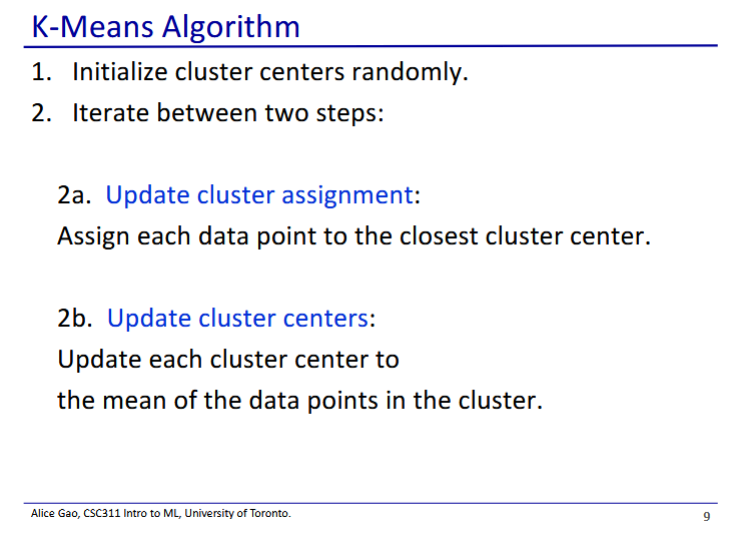 K-Means Algorithm
1. Initialize cluster centers randomly.
2. Iterate between two steps:
2a. Update cluster assignment:
Assign each data point to the closest cluster center.
2b. Update cluster centers:
Update each cluster center to
the mean of the data points in the cluster.
Alice Gao, CSC311 Intro to ML, University of Toronto.
9